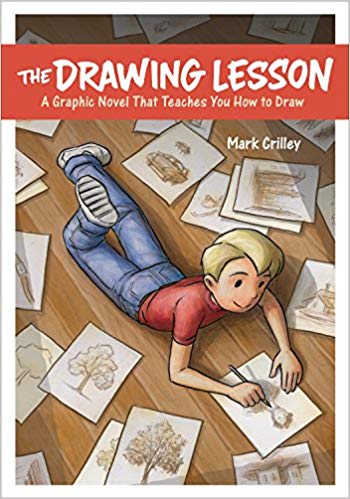 THE DRAWING LESSON
A Graphic Novel That Teaches You How to Draw
Mark Crilley